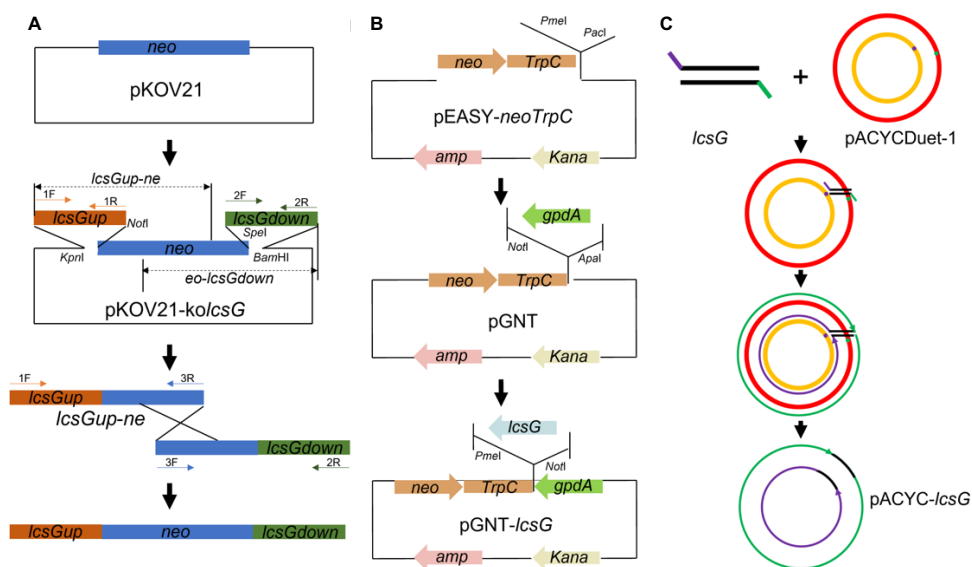 A
neo
pKOV21
lcsGup-ne
1F
1R
2F
2R
lcsGup
NotI
lcsGdown
SpeI
neo
KpnI
BamHI
eo-lcsGdown
pKOV21-kolcsG
1F
3R
lcsGup
lcsGup-ne
lcsGdown
3F
2R
lcsGup
neo
lcsGdown
B
PmeI
PacI
neo
TrpC
pEASY-neoTrpC
amp
Kana
gpdA
NotI
ApaI
neo
TrpC
pGNT
amp
Kana
lcsG
PmeI
NotI
neo
TrpC
gpdA
pGNT-lcsG
amp
Kana
C
+
lcsG
pACYCDuet-1
pACYC-lcsG